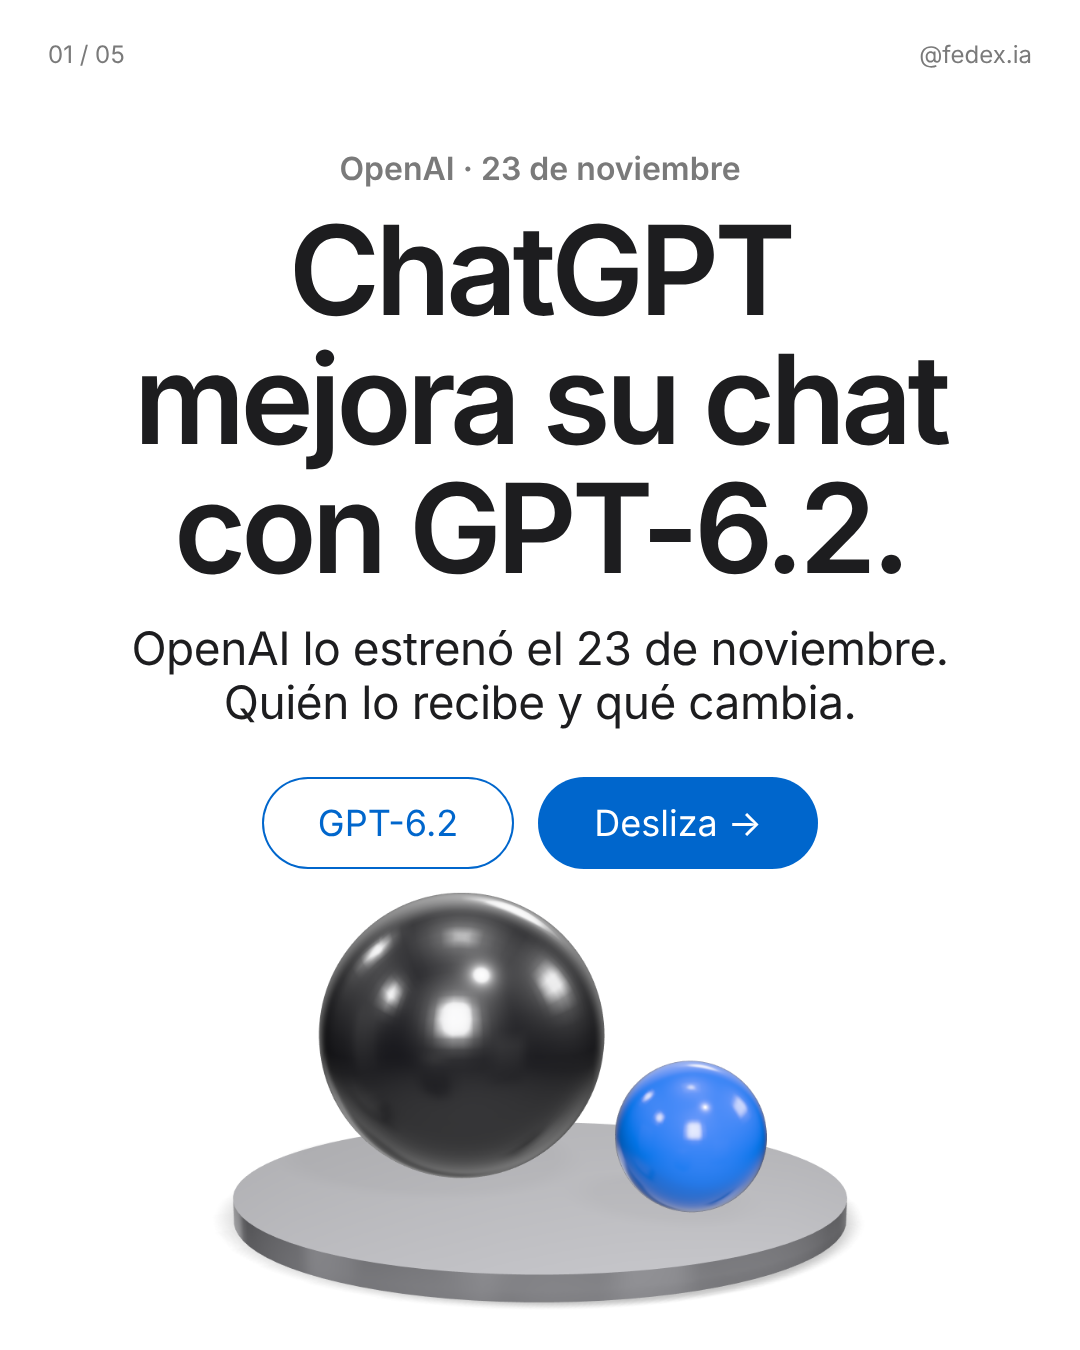 01 / 05
@fedex.ia
OpenAI · 23 de noviembre
ChatGPT
mejora su chat
con GPT-6.2.
OpenAI lo estrenó el 23 de noviembre.
Quién lo recibe y qué cambia.
GPT-6.2
Desliza →